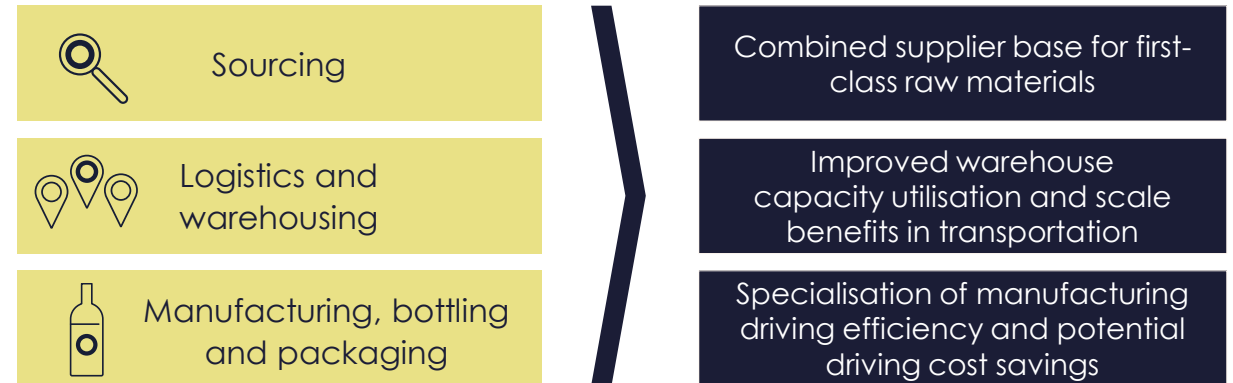 Sourcing
Combined supplier base for first-
class raw materials
Logistics and
warehousing
Improved warehouse
capacity utilisation and scale
benefits in transportation
Manufacturing, bottling
and packaging
Specialisation of manufacturing
driving efficiency and potential
driving cost savings